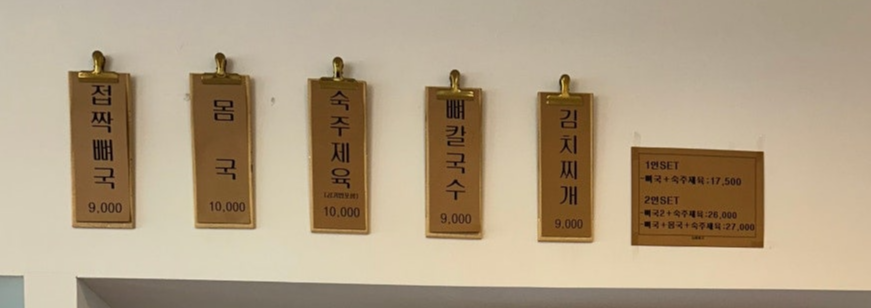 접짝뼈국
9,000
몸국
10,000
숙주제육
10,000
뼈칼국수
9,000
김치찌개
9,000
1인SET
-뼈국+숙주제육:17,500
2인SET
-뼈국2+숙주제육:26,000
-뼈국+몸국+숙주제육:27,000